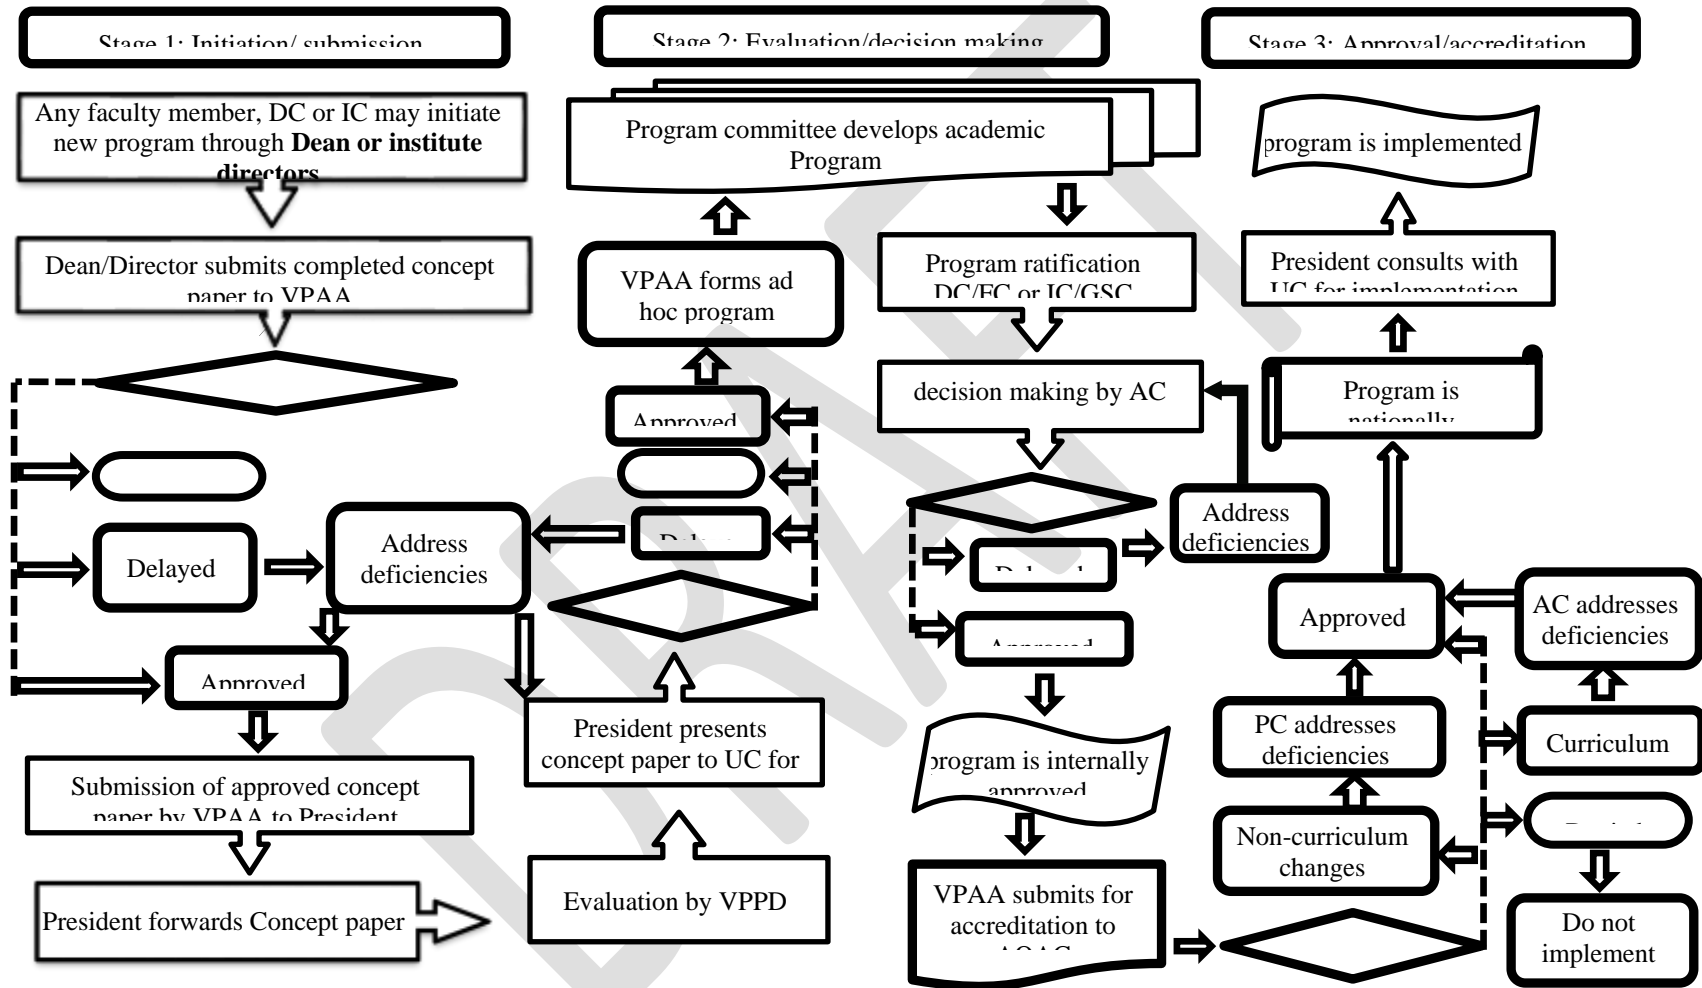 Stage 1: Initiation/ submission
Stage 2: Evaluation/decision making
Stage 3: Approval/accreditation
Any faculty member, DC or IC may initiate
new program through Dean or institute
directors
Dean/Director submits completed concept
paper to VPAA
Delayed
Address
deficiencies
Approved
Submission of approved concept
paper by VPAA to President
President forwards Concept paper
Program committee develops academic
Program
VPAA forms ad
hoc program
Approved
President presents
concept paper to UC for
Evaluation by VPPD
Program ratification
DC/FC or IC/GSC
decision making by AC
Address
deficiencies
Delayed
Approved
program is internally
approved
VPAA submits for
accreditation to
program is implemented
President consults with
UC for implementation
Program is
nationally
Approved
AC addresses
deficiencies
PC addresses
deficiencies
Curriculum
Non-curriculum
changes
Do not
implement
DRAFT